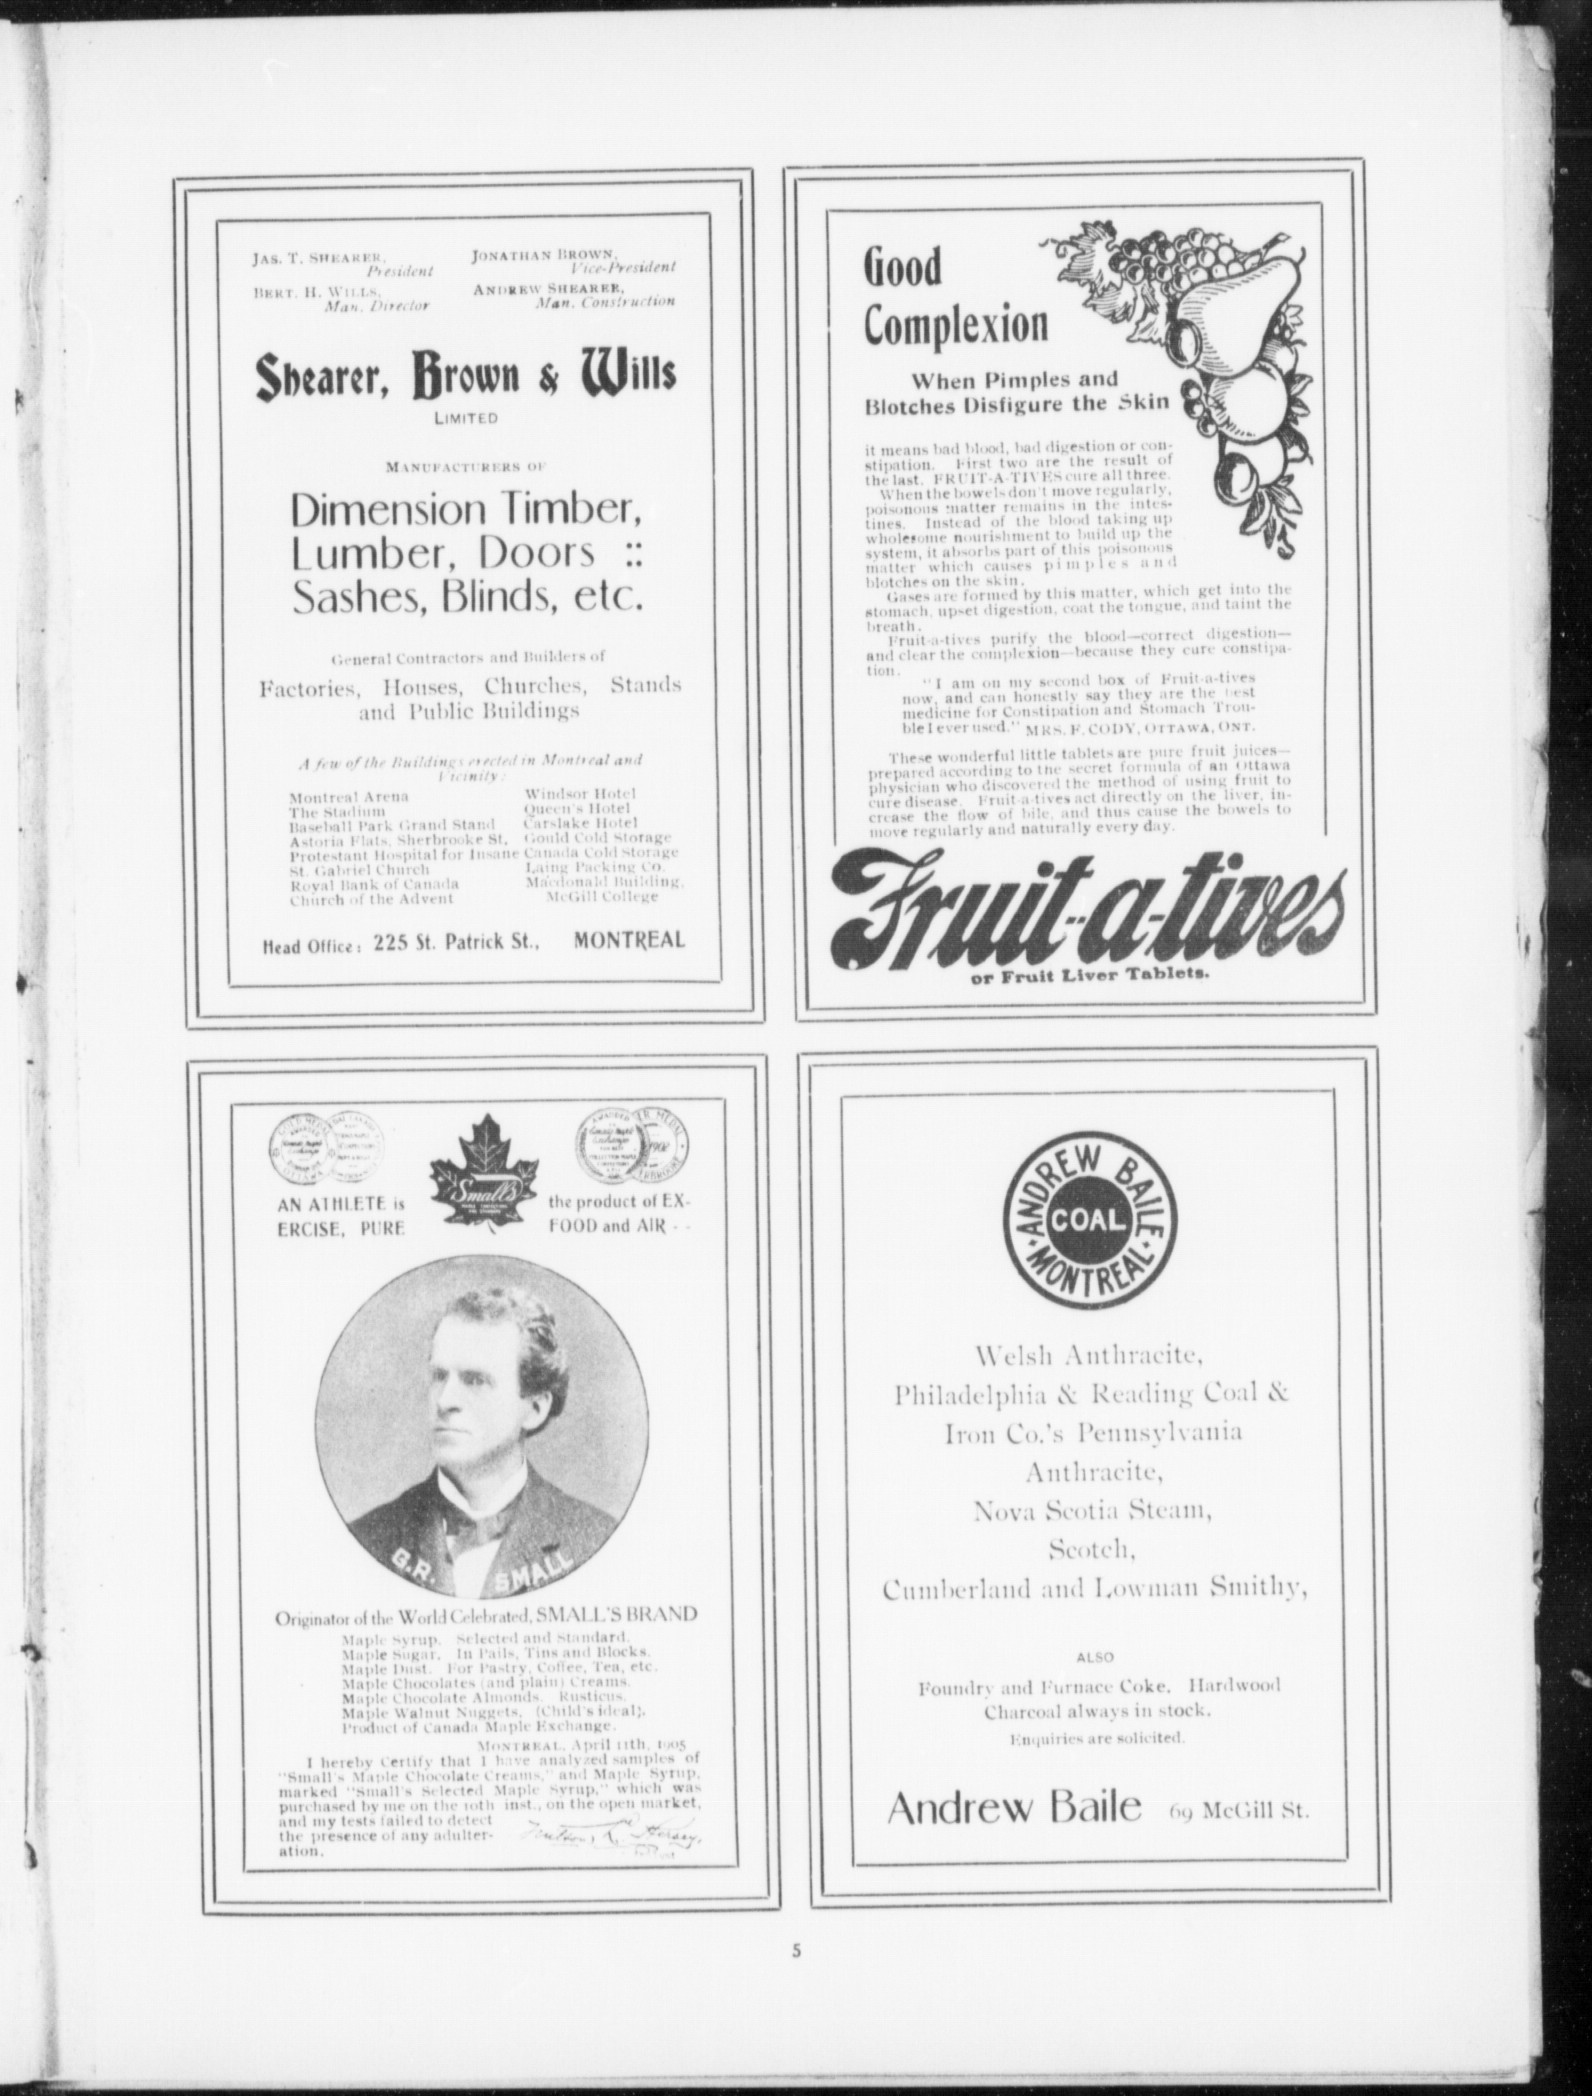 JAS. T. SHEARER,
President
JONATHAN BROWN,
Vice-President
BERT. H. WILLS,
Man. Director
ANDREW SHEARER,
Man. Construction
Shearer, Brown & Wills
LIMITED
MANUFACTURERS OF
Dimension Timber,
Lumber, Doors ::
Sashes, Blinds, etc.
General Contractors and Builders of
Factories, Houses, Churches, Stands
and Public Buildings
A few of the Buildings erected in Montreal and
Vicinity:
Montreal Arena
The Stadium
Baseball Park Grand Stand
Astoria Flats, Sherbrooke St.
Protestant Hospital for Insane
St. Gabriel Church
Royal Bank of Canada
Church of the Advent
Windsor Hotel
Queen's Hotel
Carslake Hotel
Gould Cold Storage
Canada Cold Storage
Laing Packing Co.
Macdonald Building,
McGill College
Head Office: 225 St. Patrick St., MONTREAL
Good
Complexion
When Pimples and
Blotches Disfigure the Skin
it means bad blood, bad digestion or con-
stipation. First two are the result of
the last. FRUIT-A-TIVES cure all three.
When the bowels don't move regularly,
poisonous matter remains in the intes-
tines. Instead of the blood taking up
wholesome nourishment to build up the
system, it absorbs part of this poisonous
matter which causes pimples and
blotches on the skin.
Gases are formed by this matter, which get into the
stomach, upset digestion, coat the tongue, and taint the
breath.
Fruit-a-tives purify the blood—correct digestion—
and clear the complexion—because they cure constipa-
tion.
"I am on my second box of Fruit-a-tives
now, and can honestly say they are the best
medicine for Constipation and Stomach Trou-
ble I ever used." MRS. F. CODY, OTTAWA, ONT.
These wonderful little tablets are pure fruit juices—
prepared according to the secret formula of an Ottawa
physician who discovered the method of using fruit to
cure disease. Fruit-a-tives act directly on the liver, in-
crease the flow of bile, and thus cause the bowels to
move regularly and naturally every day.
Fruit-a-tives
or Fruit Liver Tablets.
Small's
AN ATHLETE is the product of EX-
ERCISE, PURE FOOD and AIR - -
G.R. SMALL
Originator of the World Celebrated, SMALL'S BRAND
Maple Syrup. Selected and Standard.
Maple Sugar. In Pails, Tins and Blocks.
Maple Dust. For Pastry, Coffee, Tea, etc.
Maple Chocolates (and plain) Creams.
Maple Chocolate Almonds. Rusticus.
Maple Walnut Nuggets, (Child's ideal).
Product of Canada Maple Exchange.
MONTREAL, April 11th, 1905
I hereby Certify that I have analyzed samples of
"Small's Maple Chocolate Creams," and Maple Syrup,
marked "Small's Selected Maple Syrup," which was
purchased by me on the 10th inst., on the open market,
and my tests failed to detect
the presence of any adulter-
ation.
ANDREW BAILE
COAL
MONTREAL
Welsh Anthracite,
Philadelphia & Reading Coal &
Iron Co.'s Pennsylvania
Anthracite,
Nova Scotia Steam,
Scotch,
Cumberland and Lowman Smithy,
ALSO
Foundry and Furnace Coke, Hardwood
Charcoal always in stock.
Enquiries are solicited.
Andrew Baile 69 McGill St.
5